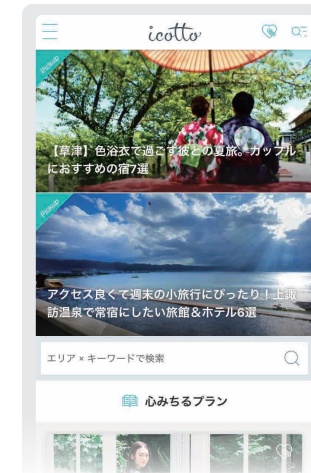 icotto
Pickup
【草津】色浴衣で過ごす彼との夏旅。カップル
におすすめの宿7選
Pickup
アクセス良くて週末の小旅行にぴったり！上諏
訪温泉で常宿にしたい旅館&ホテル6選
エリア × キーワードで検索
心みちるプラン